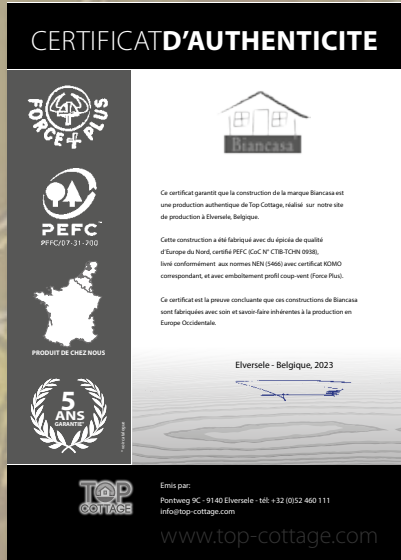 CERTIFICAT D'AUTHENTICITE
FORCE PLUS
PEFC™
PEFC/07-31-200
PRODUIT DE CHEZ NOUS
5
ANS
GARANTIE*
Biancasa
Ce certificat garantit que la construction de la marque Biancasa est
une production authentique de Top Cottage, réalisé sur notre site
de production à Elversele, Belgique.
Cette construction a été fabriqué avec du épicéa de qualité
d'Europe du Nord, certifié PEFC (CoC N° CTIB-TCHN 0938),
livré conformément aux normes NEN (5466) avec certificat KOMO
correspondant, et avec emboîtement profil coup-vent (Force Plus).
Ce certificat est la preuve concluante que ces constructions de Biancasa
sont fabriquées avec soin et savoir-faire inhérentes à la production en
Europe Occidentale.
Elversele - Belgique, 2023
TOP
COTTAGE
Emis par:
Pontweg 9C - 9140 Elversele - tél: +32 (0)52 460 111
info@top-cottage.com
www.top-cottage.com